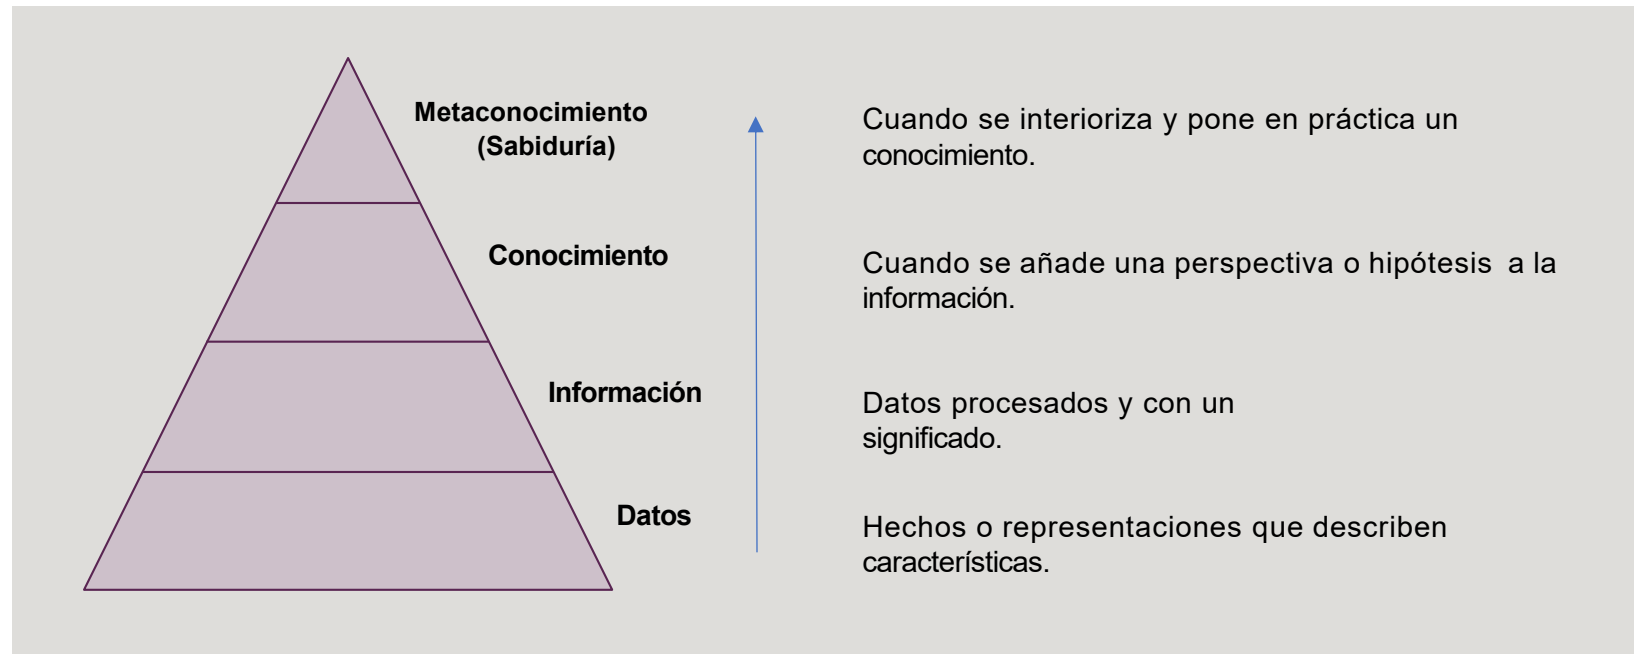 Metaconocimiento
(Sabiduría)
Cuando se interioriza y pone en práctica un
conocimiento.
Conocimiento
Cuando se añade una perspectiva o hipótesis a la
información.
Información
Datos procesados y con un
significado.
Datos
Hechos o representaciones que describen
características.